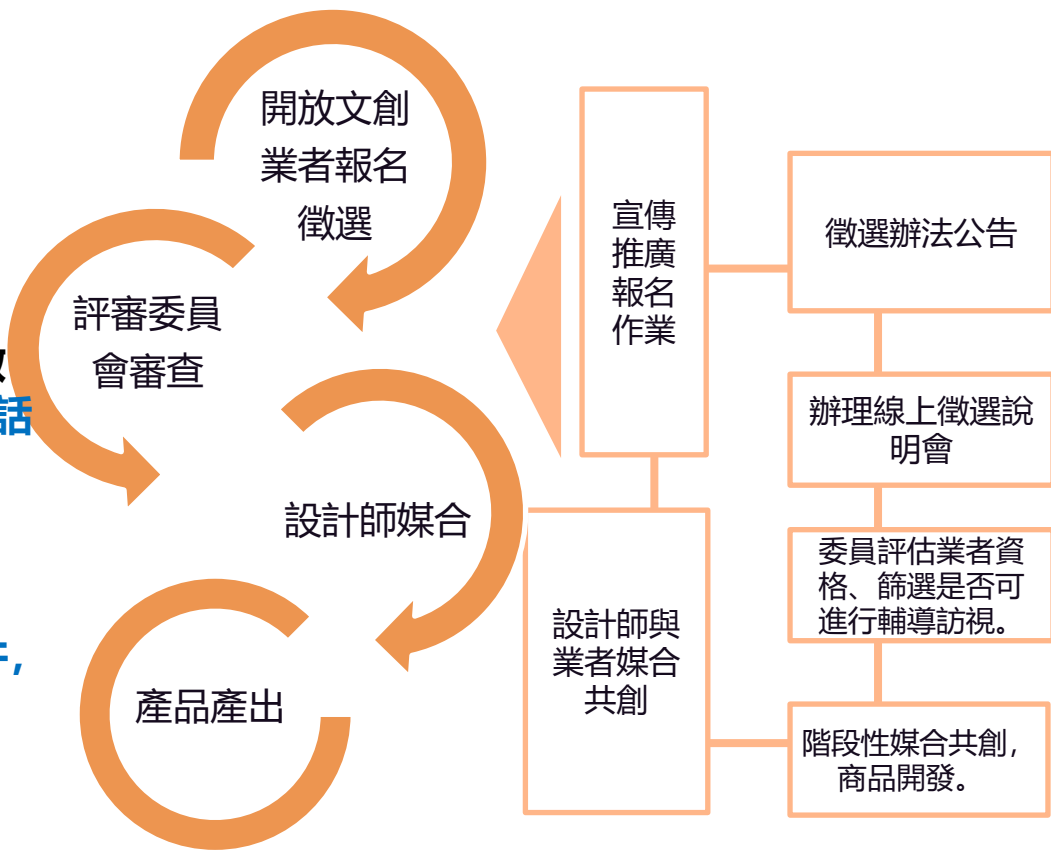 開放文創
業者報名
徵選
評審委員
會審查
話
設計師媒合
產品產出
宣傳
推廣
報名
作業
設計師與
業者媒合
共創
徵選辦法公告
辦理線上徵選說
明會
委員評估業者資
格、篩選是否可
進行輔導訪視。
階段性媒合共創,
商品開發。